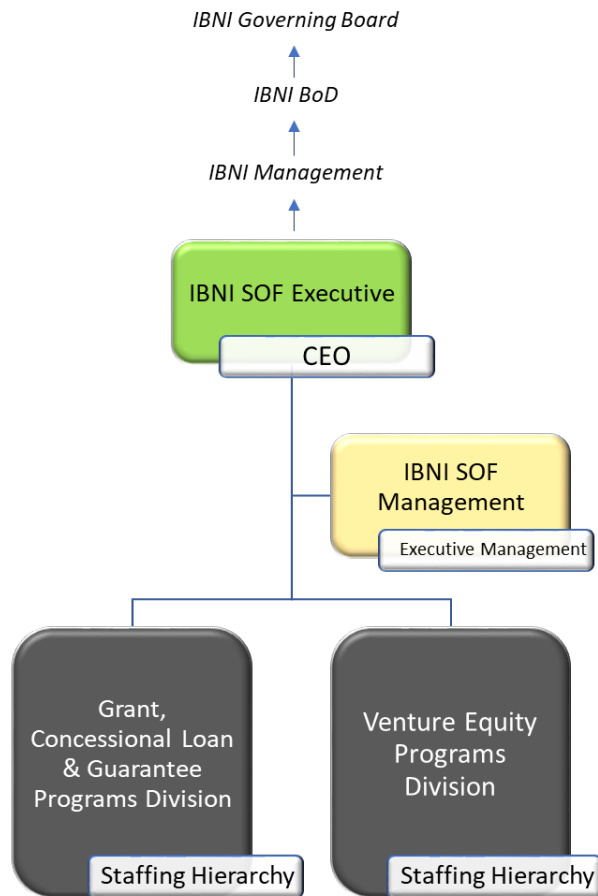 IBNI Governing Board
IBNI BoD
IBNI Management
IBNI SOF Executive
CEO
IBNI SOF
Management
Executive Management
Grant,
Concessional Loan
& Guarantee
Programs Division
Staffing Hierarchy
Venture Equity
Programs
Division
Staffing Hierarchy